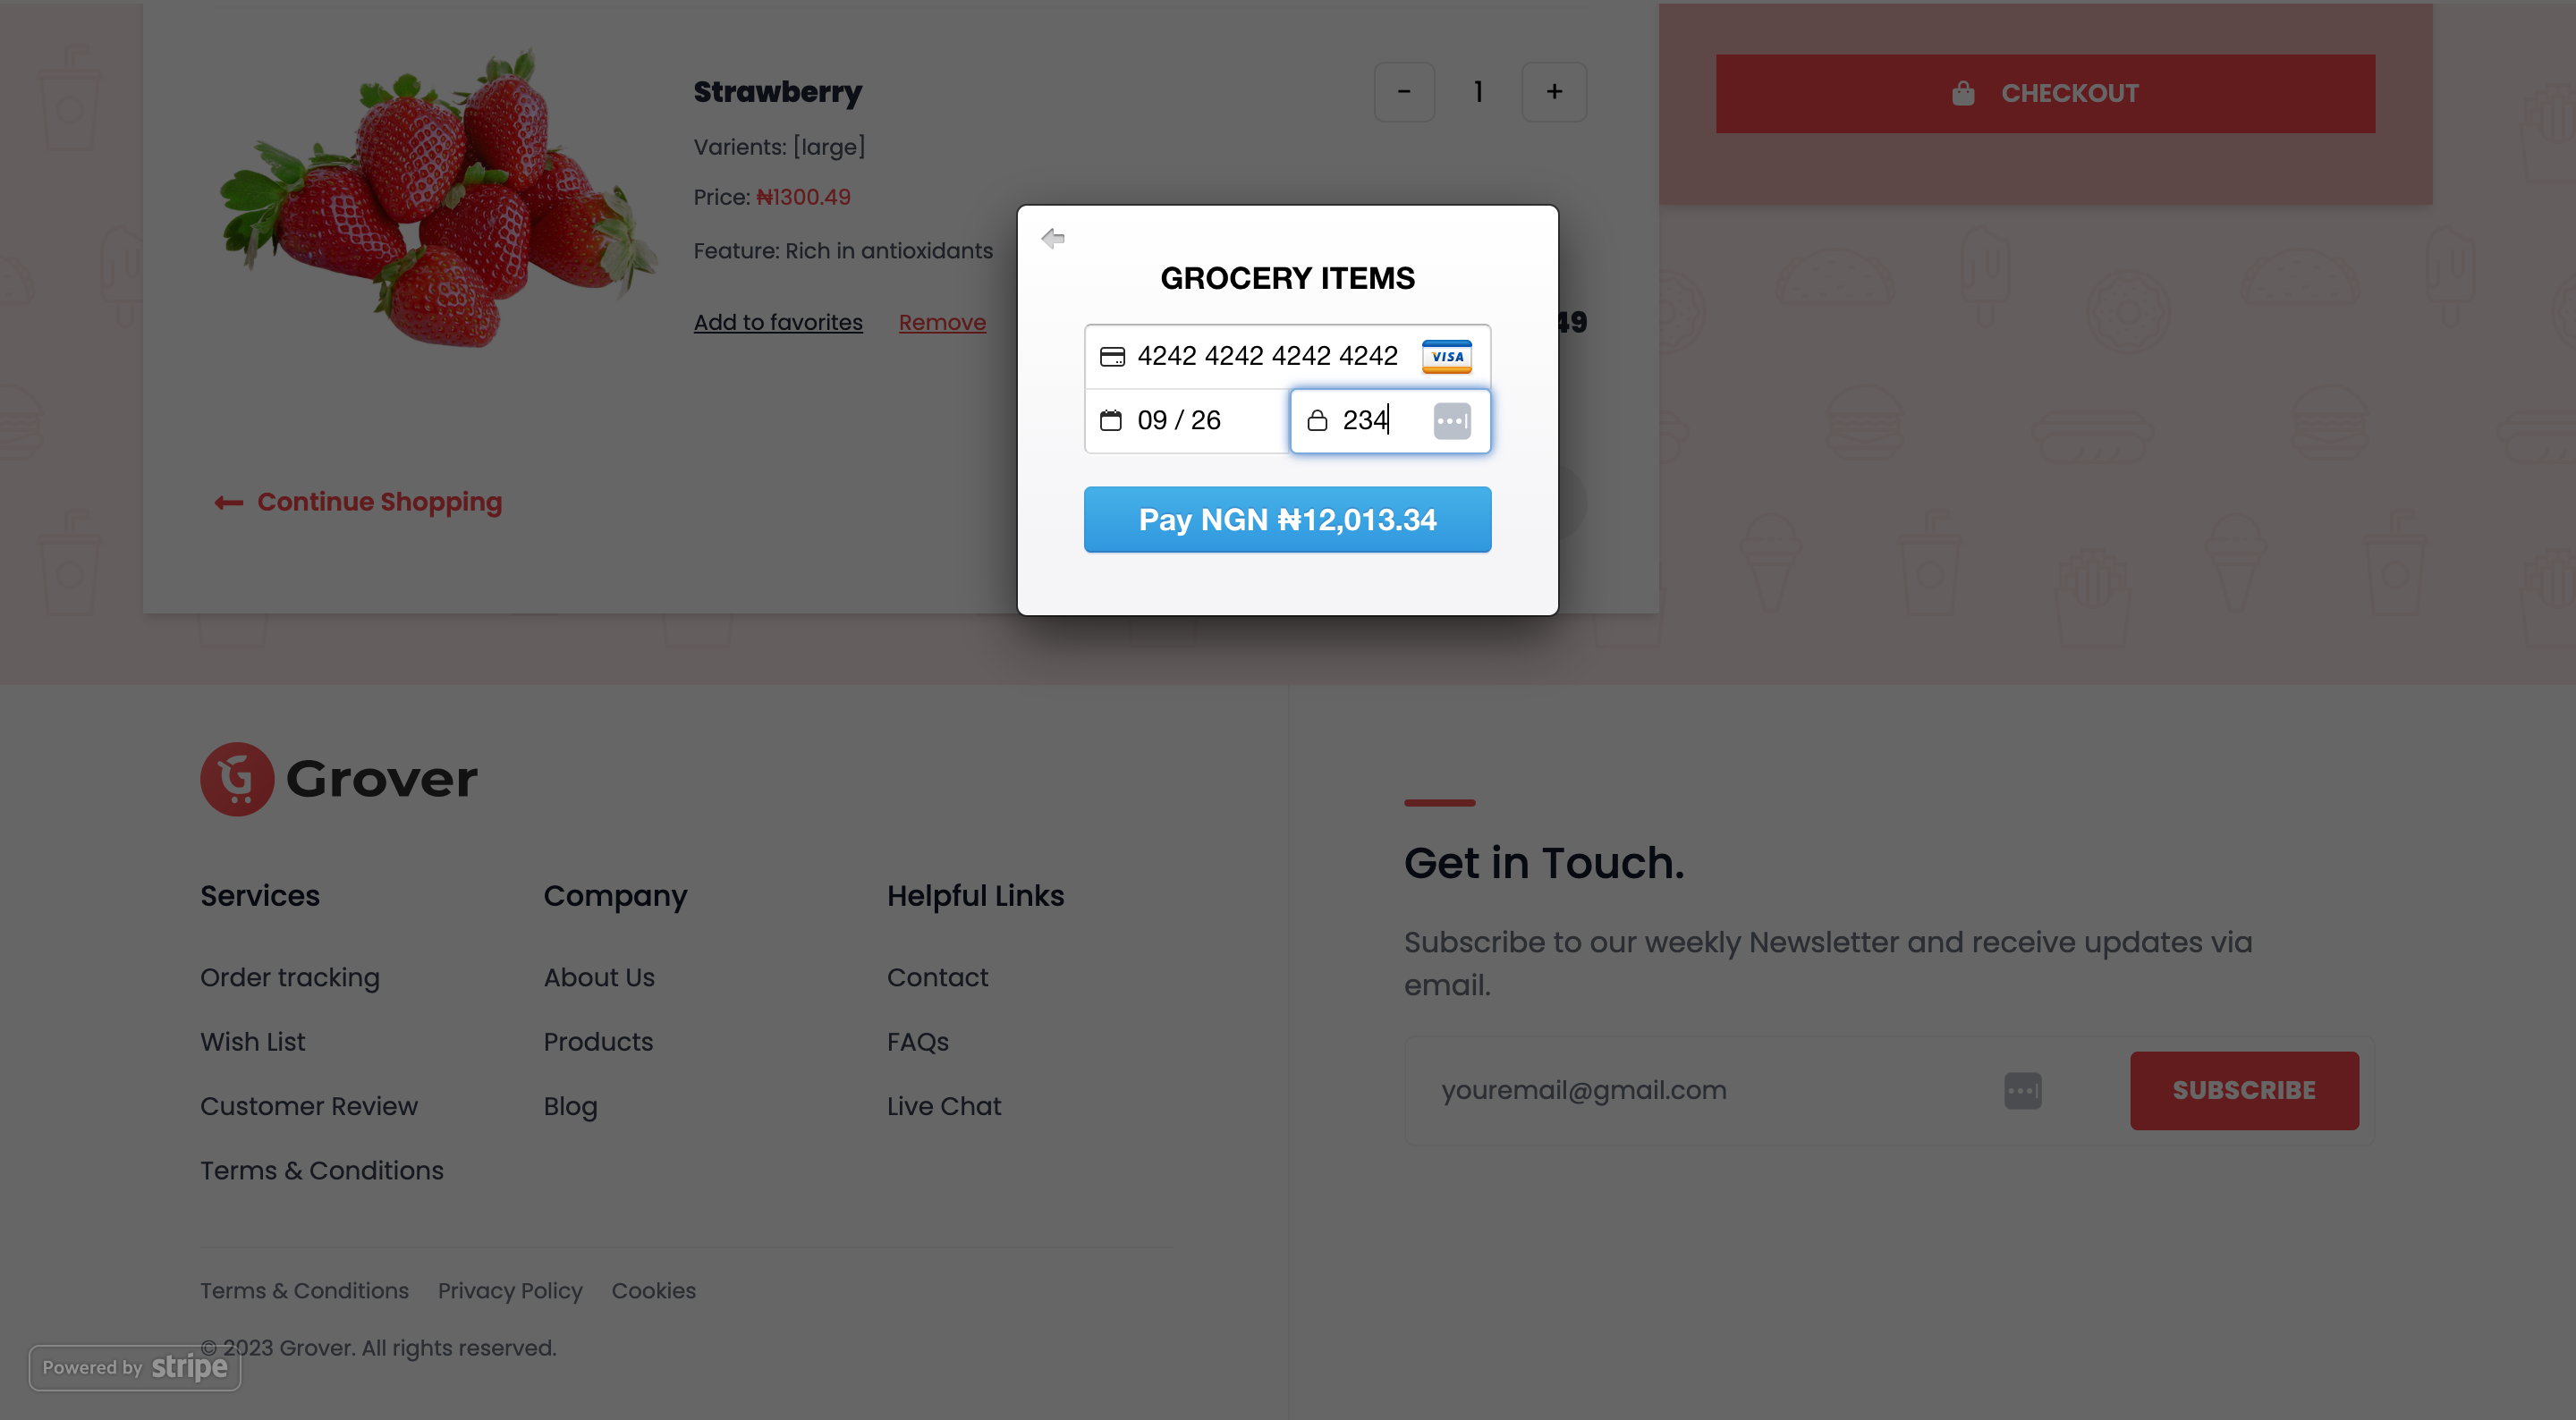 Strawberry
- 1 +
Varients: [large]
Price: ₦1300.49
Feature: Rich in antioxidants
Add to favorites Remove
49
Continue Shopping
CHECKOUT
GROCERY ITEMS
4242 4242 4242 4242 VISA
09 / 26 234
Pay NGN ₦12,013.34
Grover
Services
Order tracking
Wish List
Customer Review
Terms & Conditions
Company
About Us
Products
Blog
Helpful Links
Contact
FAQs
Live Chat
Get in Touch.
Subscribe to our weekly Newsletter and receive updates via
email.
youremail@gmail.com SUBSCRIBE
Terms & Conditions Privacy Policy Cookies
© 2023 Grover. All rights reserved.
Powered by stripe